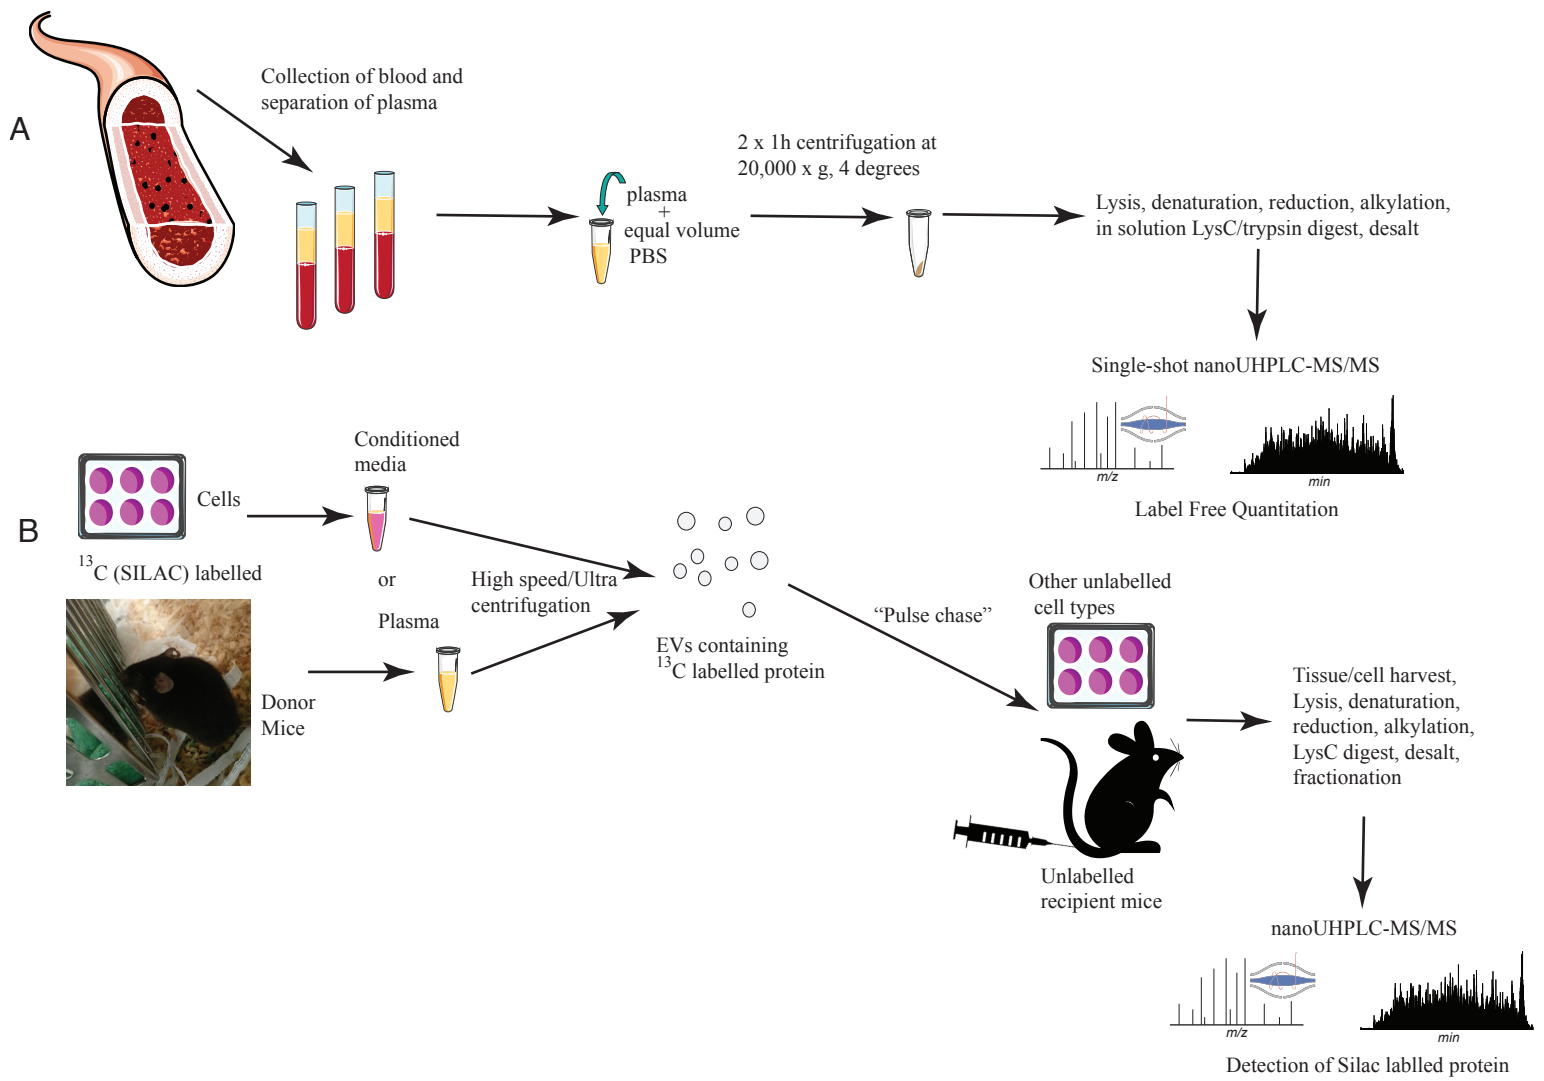 A
Collection of blood and
separation of plasma
plasma
+
equal volume
PBS
2 x 1h centrifugation at
20,000 x g, 4 degrees
Lysis, denaturation, reduction, alkylation,
in solution LysC/trypsin digest, desalt
Single-shot nanoUHPLC-MS/MS
m/z
min
Label Free Quantitation
B
Cells
13C (SILAC) labelled
Conditioned
media
or
Plasma
Donor
Mice
High speed/Ultra
centrifugation
EVs containing
13C labelled protein
“Pulse chase”
Other unlabelled
cell types
Unlabelled
recipient mice
Tissue/cell harvest,
Lysis, denaturation,
reduction, alkylation,
LysC digest, desalt,
fractionation
nanoUHPLC-MS/MS
m/z
min
Detection of Silac lablled protein